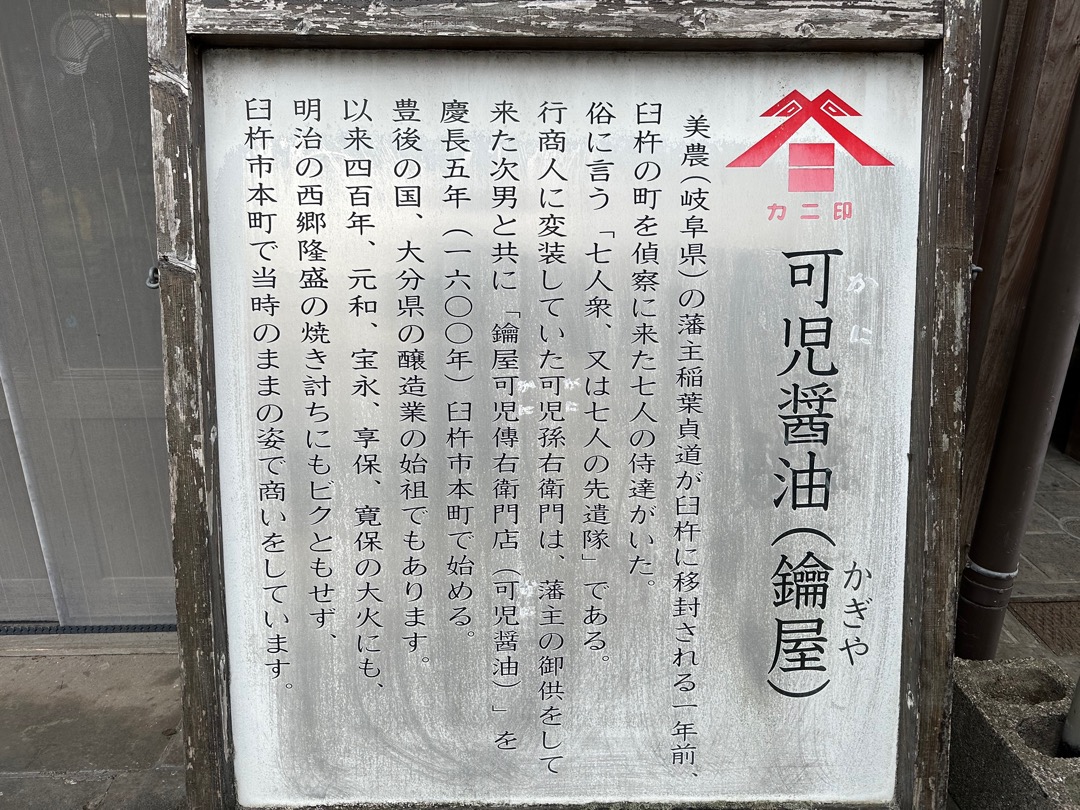 カニ印
可児醤油(鑰屋)
かに
かぎや
美農(岐阜県)の藩主稲葉貞道が臼杵に移封される一年前、
臼杵の町を偵察に来た七人の侍達がいた。
俗に言う「七人衆、又は七人の先遣隊」である。
行商人に変装していた可児孫右衛門は、藩主の御供をして
来た次男と共に「鑰屋可児傳右衛門店(可児醤油)」を
慶長五年(一六〇〇年)臼杵市本町で始める。
豊後の国、大分県の醸造業の始祖でもあります。
以来四百年、元和、宝永、享保、寛保の大火にも、
明治の西郷隆盛の焼き討ちにもビクともせず、
臼杵市本町で当時のままの姿で商いをしています。